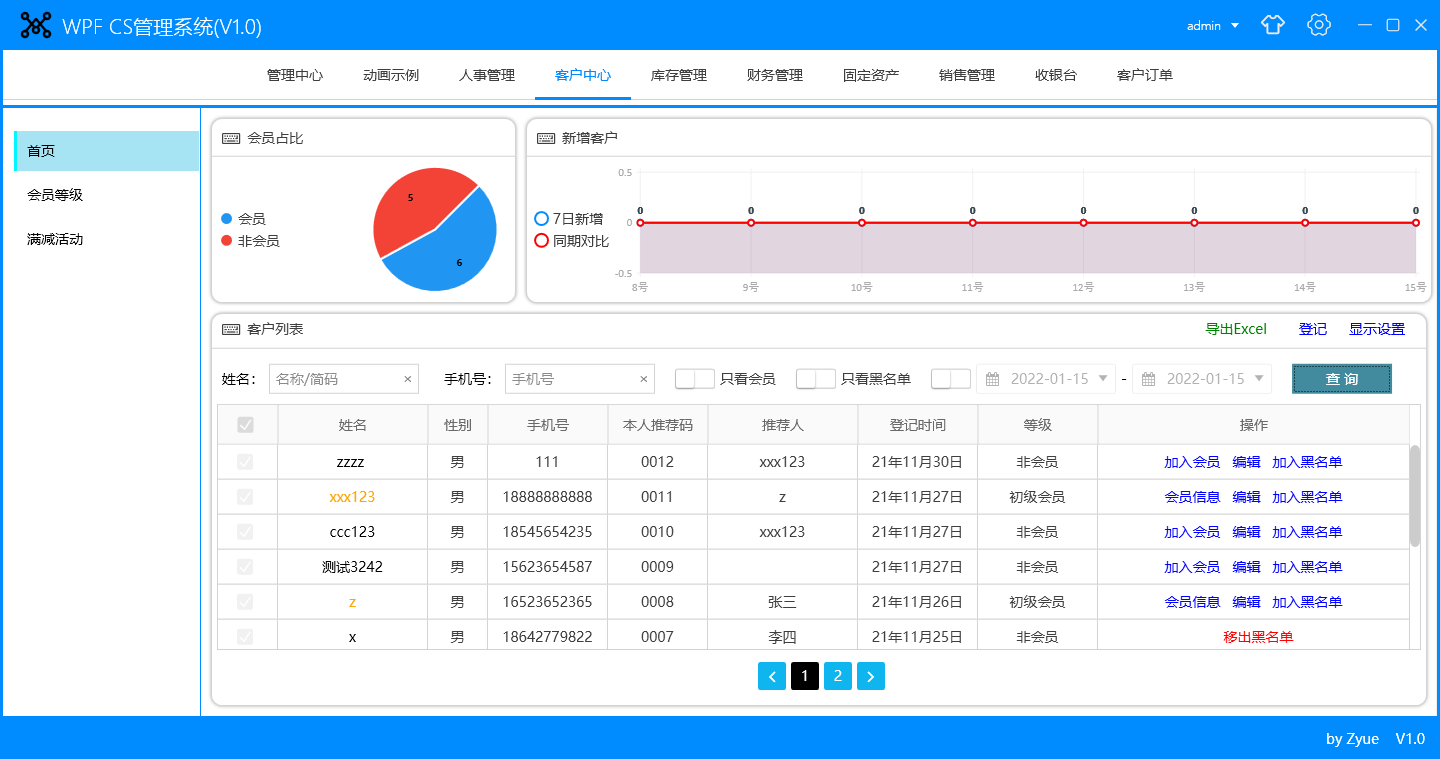 WPF CS管理系统(V1.0)
admin
管理中心 动画示例 人事管理 客户中心 库存管理 财务管理 固定资产 销售管理 收银台 客户订单
首页
会员等级
满减活动
会员占比
会员
非会员
5
6
新增客户
7日新增
同期对比
0.5
0
-0.5
0 0 0 0 0 0 0 0
8号 9号 10号 11号 12号 13号 14号 15号
客户列表
导出Excel 登记 显示设置
姓名: 名称/简码 × 手机号: 手机号 × 只看会员 只看黑名单 2022-01-15 - 2022-01-15 查 询
姓名 性别 手机号 本人推荐码 推荐人 登记时间 等级 操作
zzzz 男 111 0012 xxx123 21年11月30日 非会员 加入会员 编辑 加入黑名单
xxx123 男 18888888888 0011 z 21年11月27日 初级会员 会员信息 编辑 加入黑名单
ccc123 男 18545654235 0010 xxx123 21年11月27日 非会员 加入会员 编辑 加入黑名单
测试3242 男 15623654587 0009 21年11月27日 非会员 加入会员 编辑 加入黑名单
z 男 16523652365 0008 张三 21年11月26日 初级会员 会员信息 编辑 加入黑名单
x 男 18642779822 0007 李四 21年11月25日 非会员 移出黑名单
1 2
by Zyue V1.0